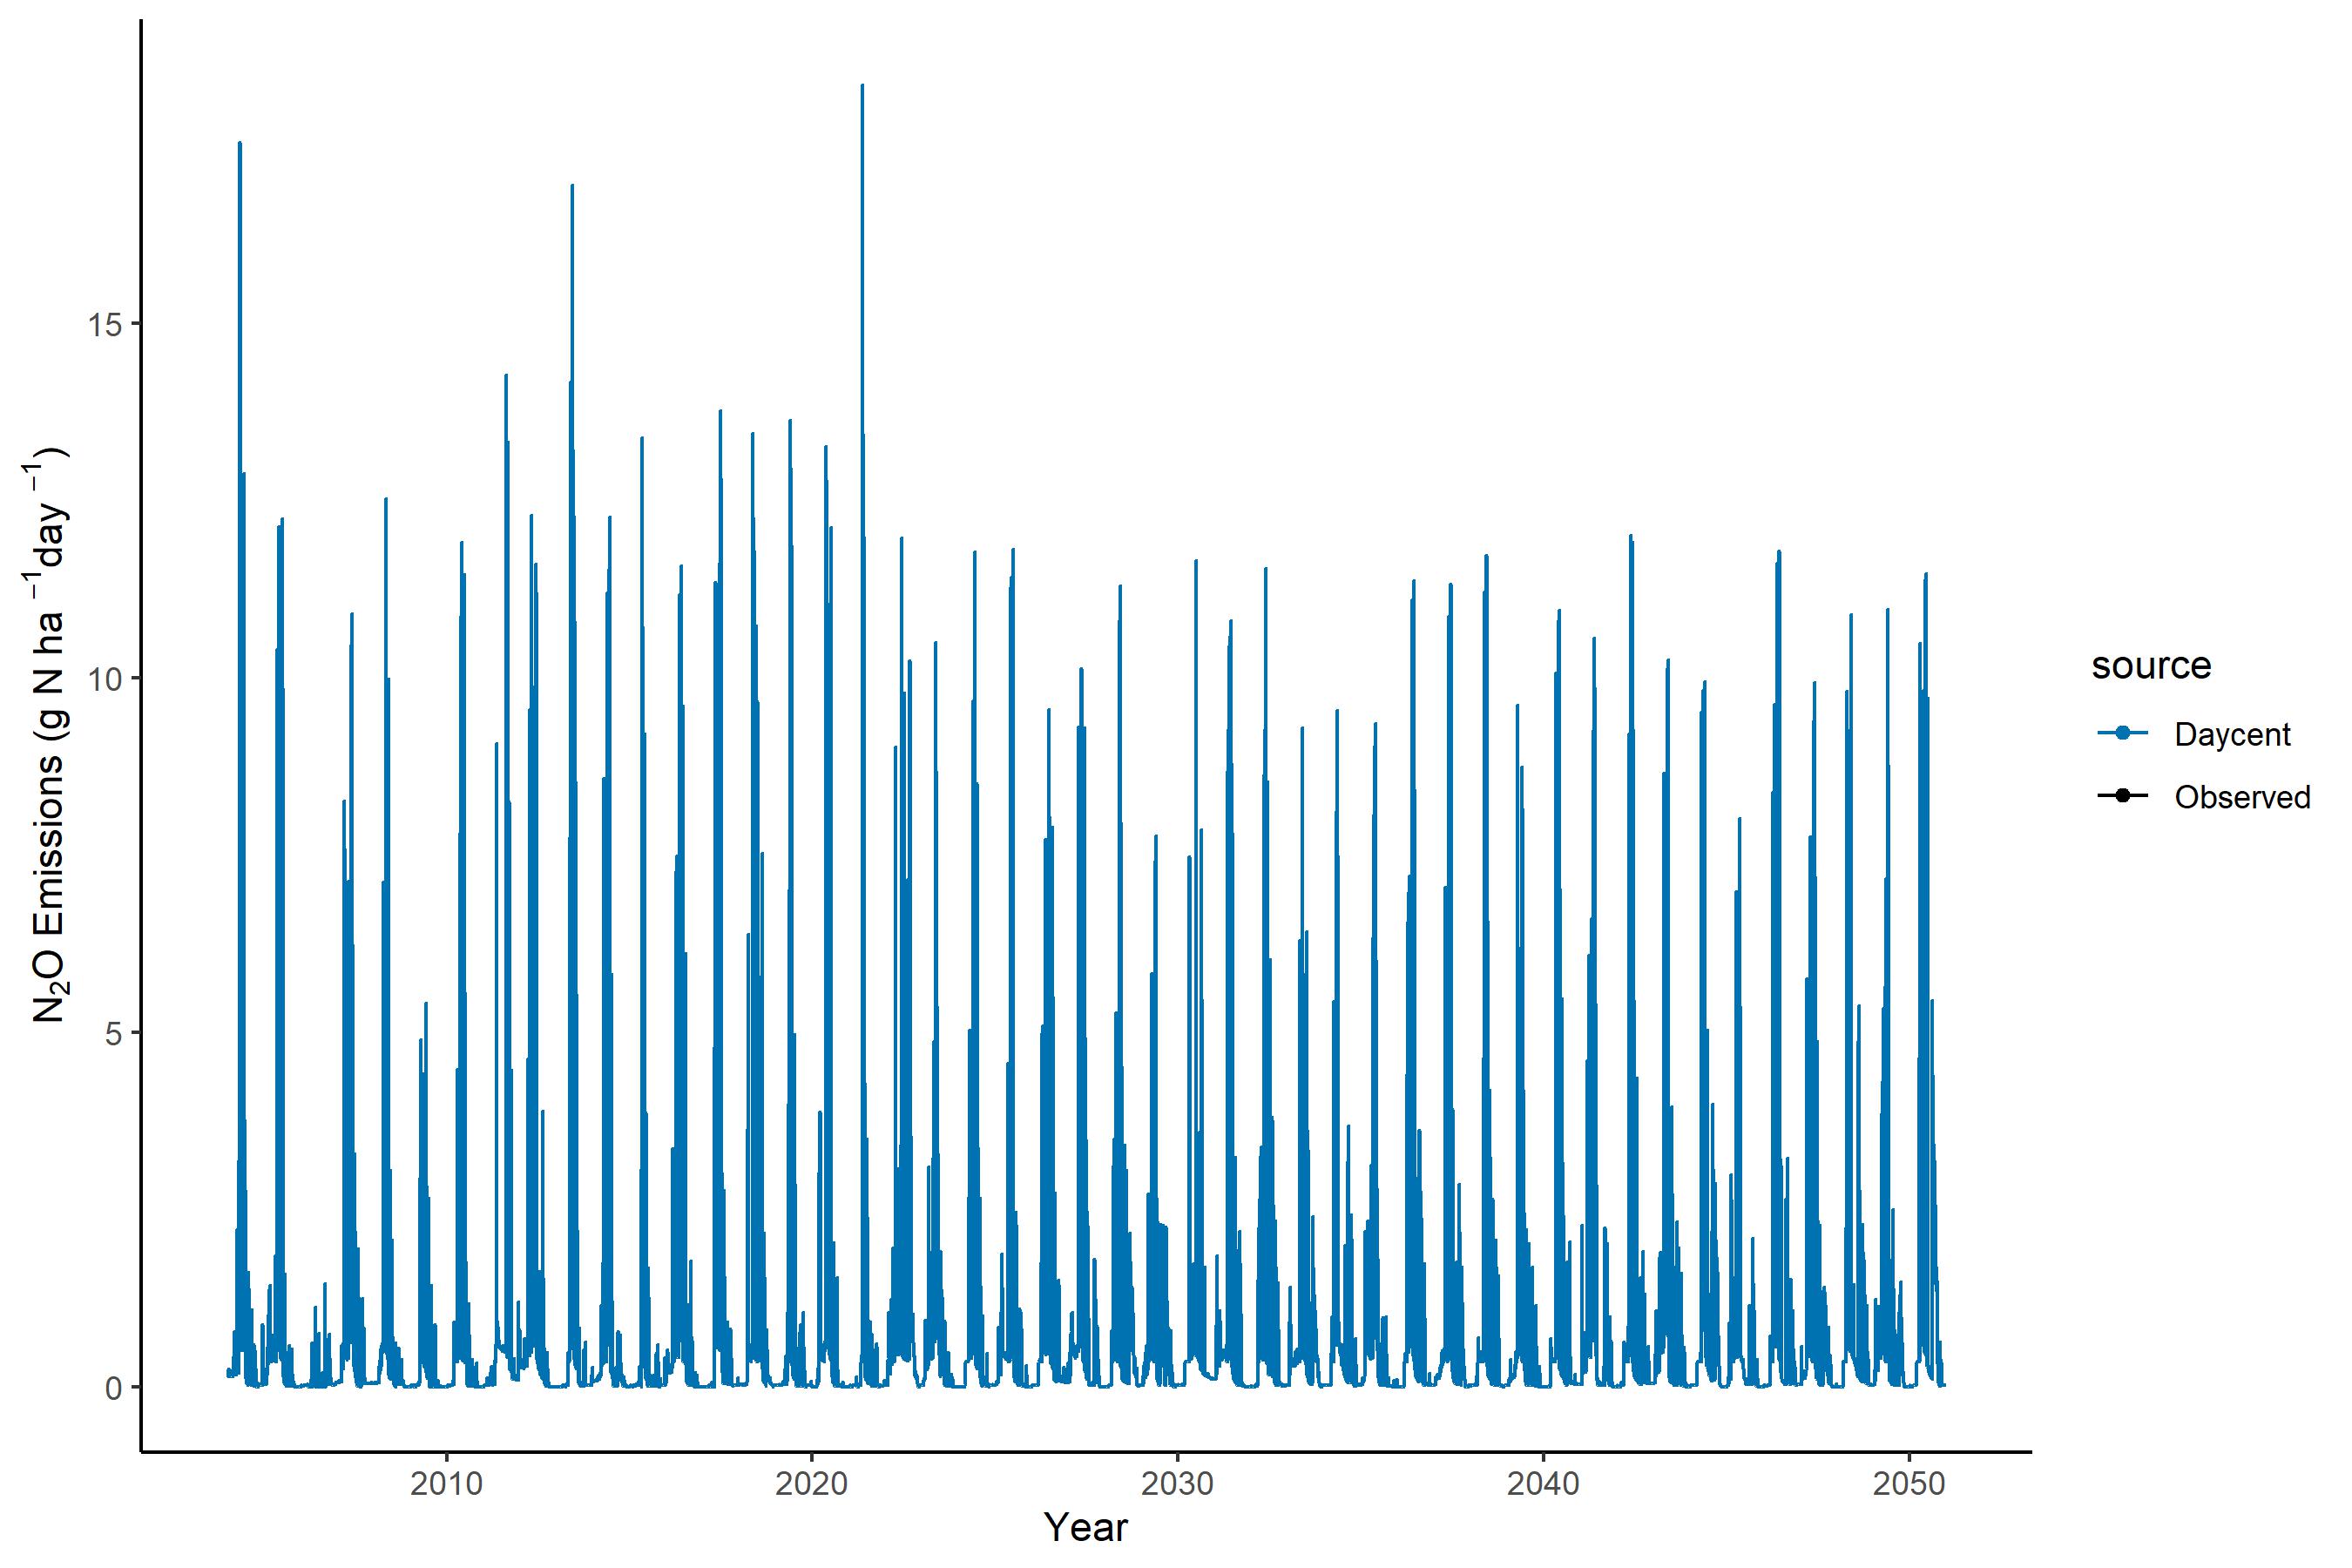 15
10
5
0
N₂O Emissions (g N ha ⁻¹day ⁻¹)
2010 2020 2030 2040 2050
Year
source
Daycent
Observed